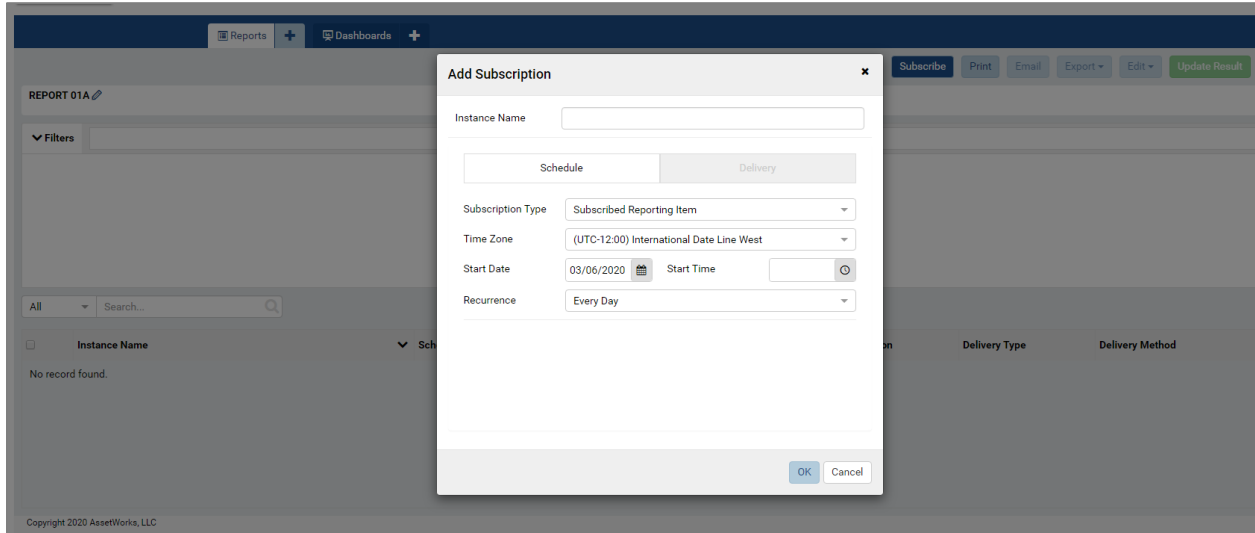 Reports
Dashboards
Add Subscription
Subscribe Print Email Export Edit Update Result
REPORT 01A
Instance Name
Filters
Schedule Delivery
Subscription Type Subscribed Reporting Item
Time Zone (UTC-12:00) International Date Line West
Start Date 03/06/2020 Start Time
All Search... Recurrence Every Day
Instance Name Sch on Delivery Type Delivery Method
No record found.
OK Cancel
Copyright 2020 AssetWorks, LLC